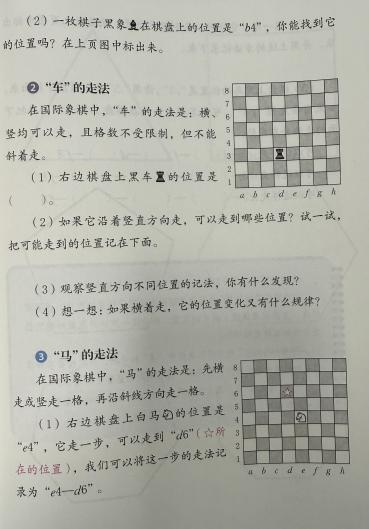 （2）一枚棋子黑象♝在棋盘上的位置是“b4”，你能找到它
的位置吗？在上页图中标出来。
❷ “车”的走法
在国际象棋中，“车”的走法是：横、
竖均可以走，且格数不受限制，但不能
斜着走。
（1）右边棋盘上黑车♜的位置是
（ ）。
8
7
6
5
4
3
2
1
a b c d e f g h
（2）如果它沿着竖直方向走，可以走到哪些位置？试一试，
把可能走到的位置记在下面。
（3）观察竖直方向不同位置的记法，你有什么发现？
（4）想一想：如果横着走，它的位置变化又有什么规律？
❸ “马”的走法
在国际象棋中，“马”的走法是：先横
走或竖走一格，再沿斜线方向走一格。
（1）右边棋盘上白马♘的位置是
“e4”，它走一步，可以走到“d6”（☆所
在的位置），我们可以将这一步的走法记
录为“e4—d6”。
8
7
6
5
4
3
2
1
a b c d e f g h